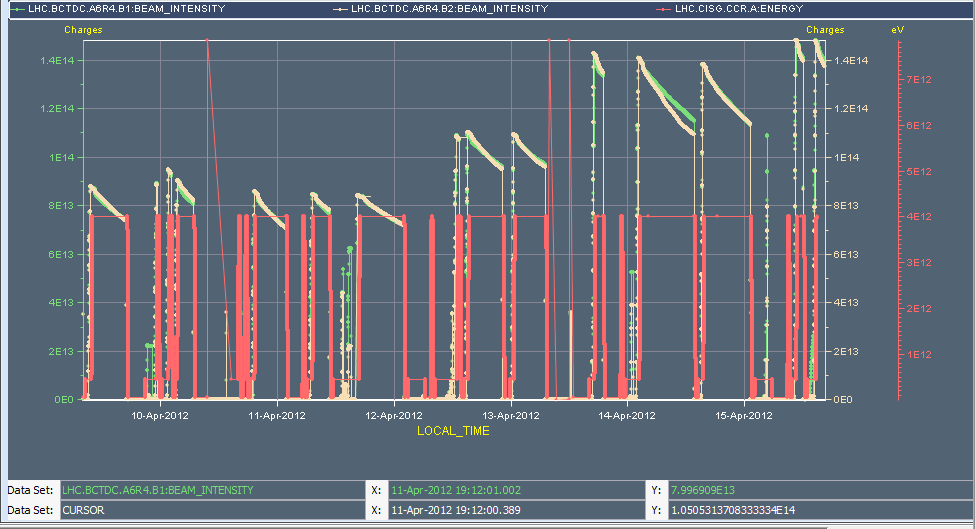 LHC.BCTDC.A6R4.B1:BEAM_INTENSITY LHC.BCTDC.A6R4.B2:BEAM_INTENSITY LHC.CISG.CCR.A:ENERGY
Charges Charges eV
1.4E14 1.4E14 7E12
1.2E14 1.2E14 6E12
1E14 1E14 5E12
8E13 8E13 4E12
6E13 6E13 3E12
4E13 4E13 2E12
2E13 2E13 1E12
0E0 0E0
10-Apr-2012 11-Apr-2012 12-Apr-2012 13-Apr-2012 14-Apr-2012 15-Apr-2012
LOCAL_TIME
Data Set: LHC.BCTDC.A6R4.B1:BEAM_INTENSITY X: 11-Apr-2012 19:12:01.002 Y: 7.996909E13
Data Set: CURSOR X: 11-Apr-2012 19:12:00.389 Y: 1.0505313708333334E14